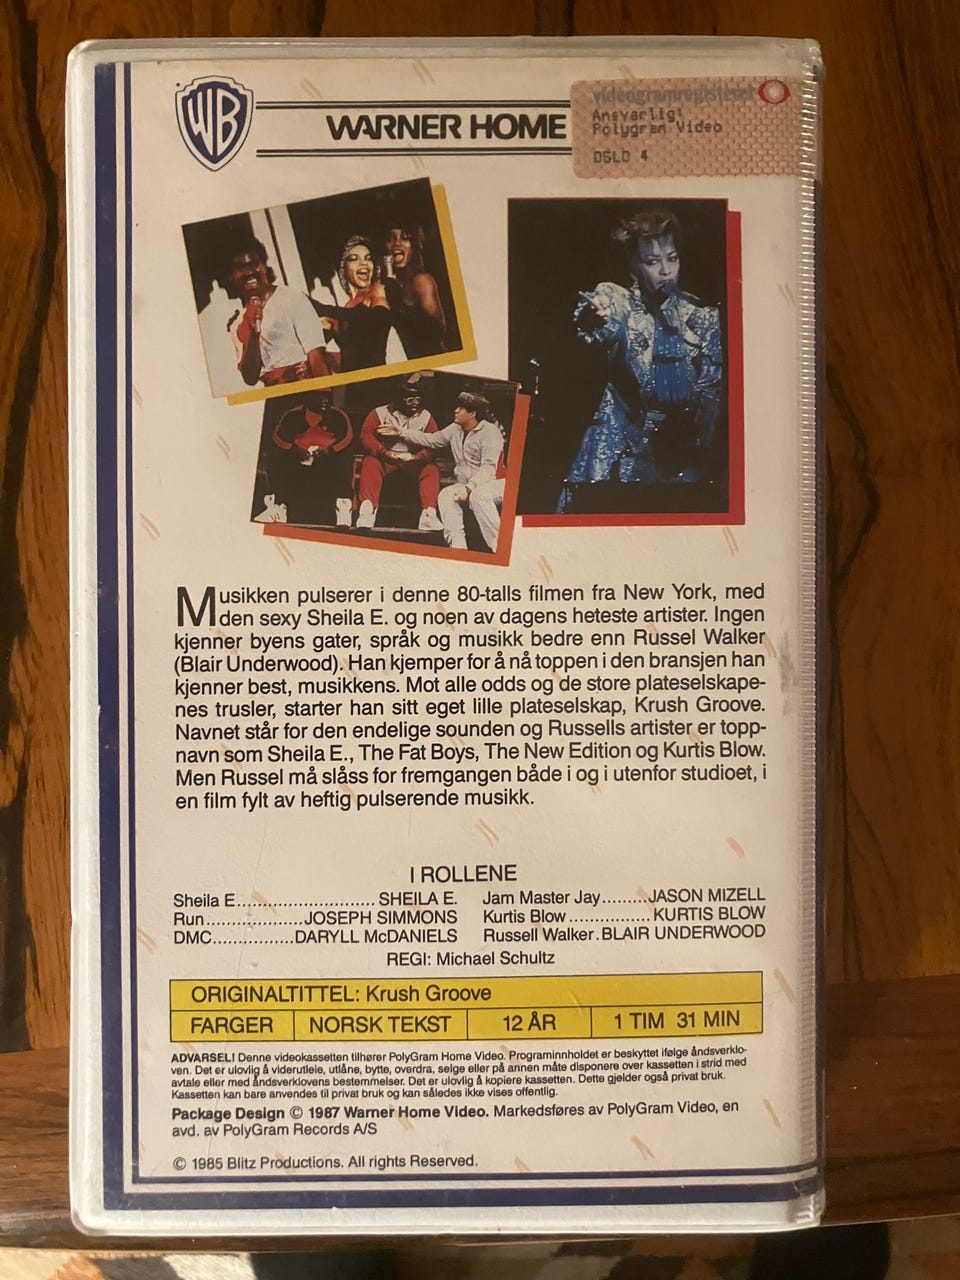 WB
WARNER HOME
videogramregisteret
Ansvarlig:
Polygram Video
OSLO 4
Musikken pulserer i denne 80-talls filmen fra New York, med
den sexy Sheila E. og noen av dagens heteste artister. Ingen
kjenner byens gater, språk og musikk bedre enn Russel Walker
(Blair Underwood). Han kjemper for å nå toppen i den bransjen han
kjenner best, musikkens. Mot alle odds og de store plateselskape-
nes trusler, starter han sitt eget lille plateselskap, Krush Groove.
Navnet står for den endelige sounden og Russells artister er topp-
navn som Sheila E., The Fat Boys, The New Edition og Kurtis Blow.
Men Russel må slåss for fremgangen både i og i utenfor studioet, i
en film fylt av heftig pulserende musikk.
I ROLLENE
Sheila E......................... SHEILA E.
Run..................JOSEPH SIMMONS
DMC...............DARYLL McDANIELS
Jam Master Jay.........JASON MIZELL
Kurtis Blow ............... KURTIS BLOW
Russell Walker.BLAIR UNDERWOOD
REGI: Michael Schultz
ORIGINALTITTEL: Krush Groove
FARGER NORSK TEKST 12 ÅR 1 TIM 31 MIN
ADVARSEL! Denne videokassetten tilhører PolyGram Home Video. Programinnholdet er beskyttet ifølge åndsverklo-
ven. Det er ulovlig å viderutleie, utlåne, bytte, overdra, selge eller på annen måte disponere over kassetten i strid med
avtale eller med åndsverklovens bestemmelser. Det er ulovlig å kopiere kassetten. Dette gjelder også privat bruk.
Kassetten kan bare anvendes til privat bruk og kan således ikke vises offentlig.
Package Design © 1987 Warner Home Video. Markedsføres av PolyGram Video, en
avd. av PolyGram Records A/S
© 1985 Blitz Productions. All rights Reserved.